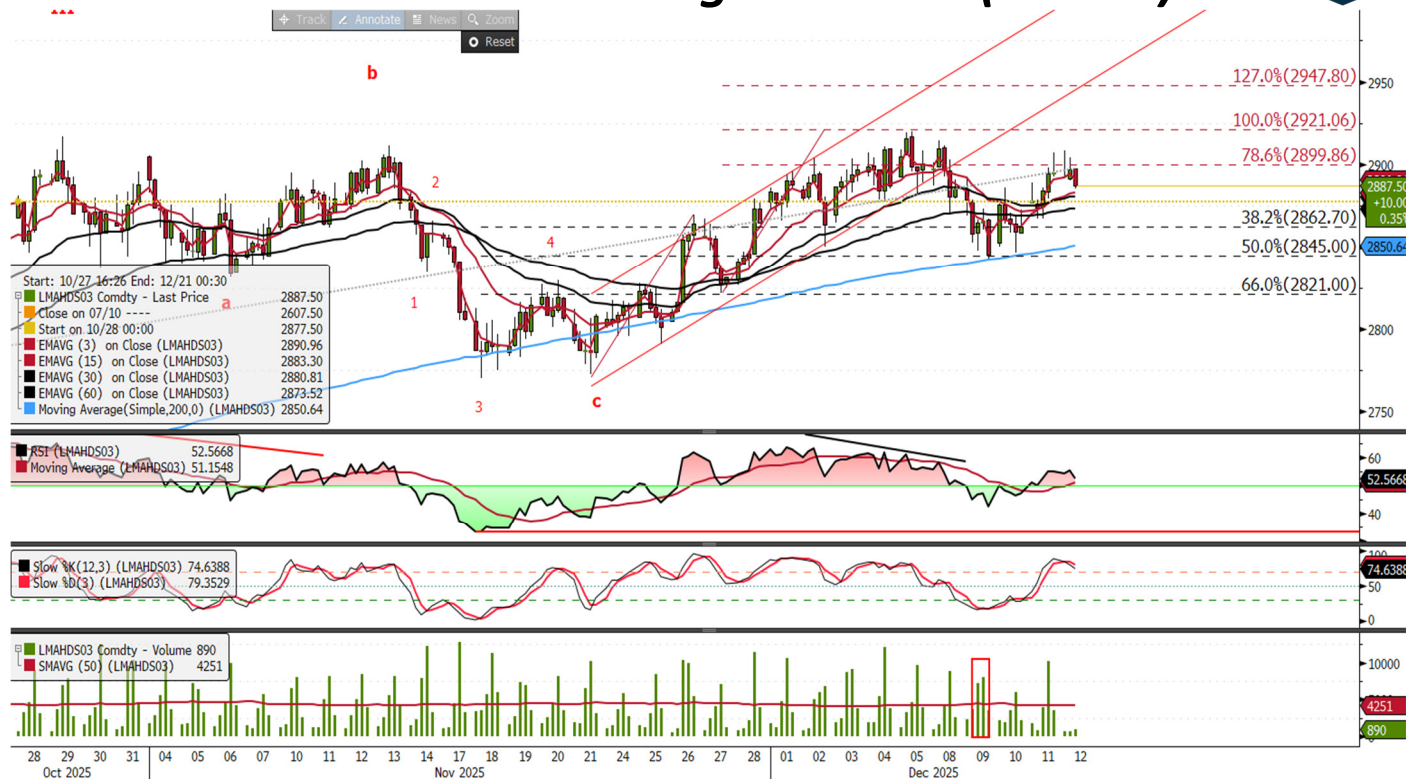 Track Annotate News Zoom
Reset
b
a
2
1
4
3
c
127.0%(2947.80)
100.0%(2921.06)
78.6%(2899.86)
38.2%(2862.70)
50.0%(2845.00)
66.0%(2821.00)
2950
2900
2887.50
+10.00
0.35%
2850.64
2800
2750
Start: 10/27 16:26 End: 12/21 00:30
LMAHDS03 Comdty - Last Price 2887.50
Close on 07/10 ---- 2607.50
Start on 10/28 00:00 2877.50
EMAVG (3) on Close (LMAHDS03) 2890.96
EMAVG (15) on Close (LMAHDS03) 2883.30
EMAVG (30) on Close (LMAHDS03) 2880.81
EMAVG (60) on Close (LMAHDS03) 2873.52
Moving Average(Simple,200,0) (LMAHDS03) 2850.64
RSI (LMAHDS03) 52.5668
Moving Average (LMAHDS03) 51.1548
60
52.5668
40
Slow %K(12,3) (LMAHDS03) 74.6388
Slow %D(3) (LMAHDS03) 79.3529
100
74.6388
50
0
LMAHDS03 Comdty - Volume 890
SMAVG (50) (LMAHDS03) 4251
10000
4251
890
28 29 30 31 04 05 06 07 10 11 12 13 14 17 18 19 20 21 24 25 26 27 28 01 02 03 04 05 08 09 10 11 12
Oct 2025 Nov 2025 Dec 2025